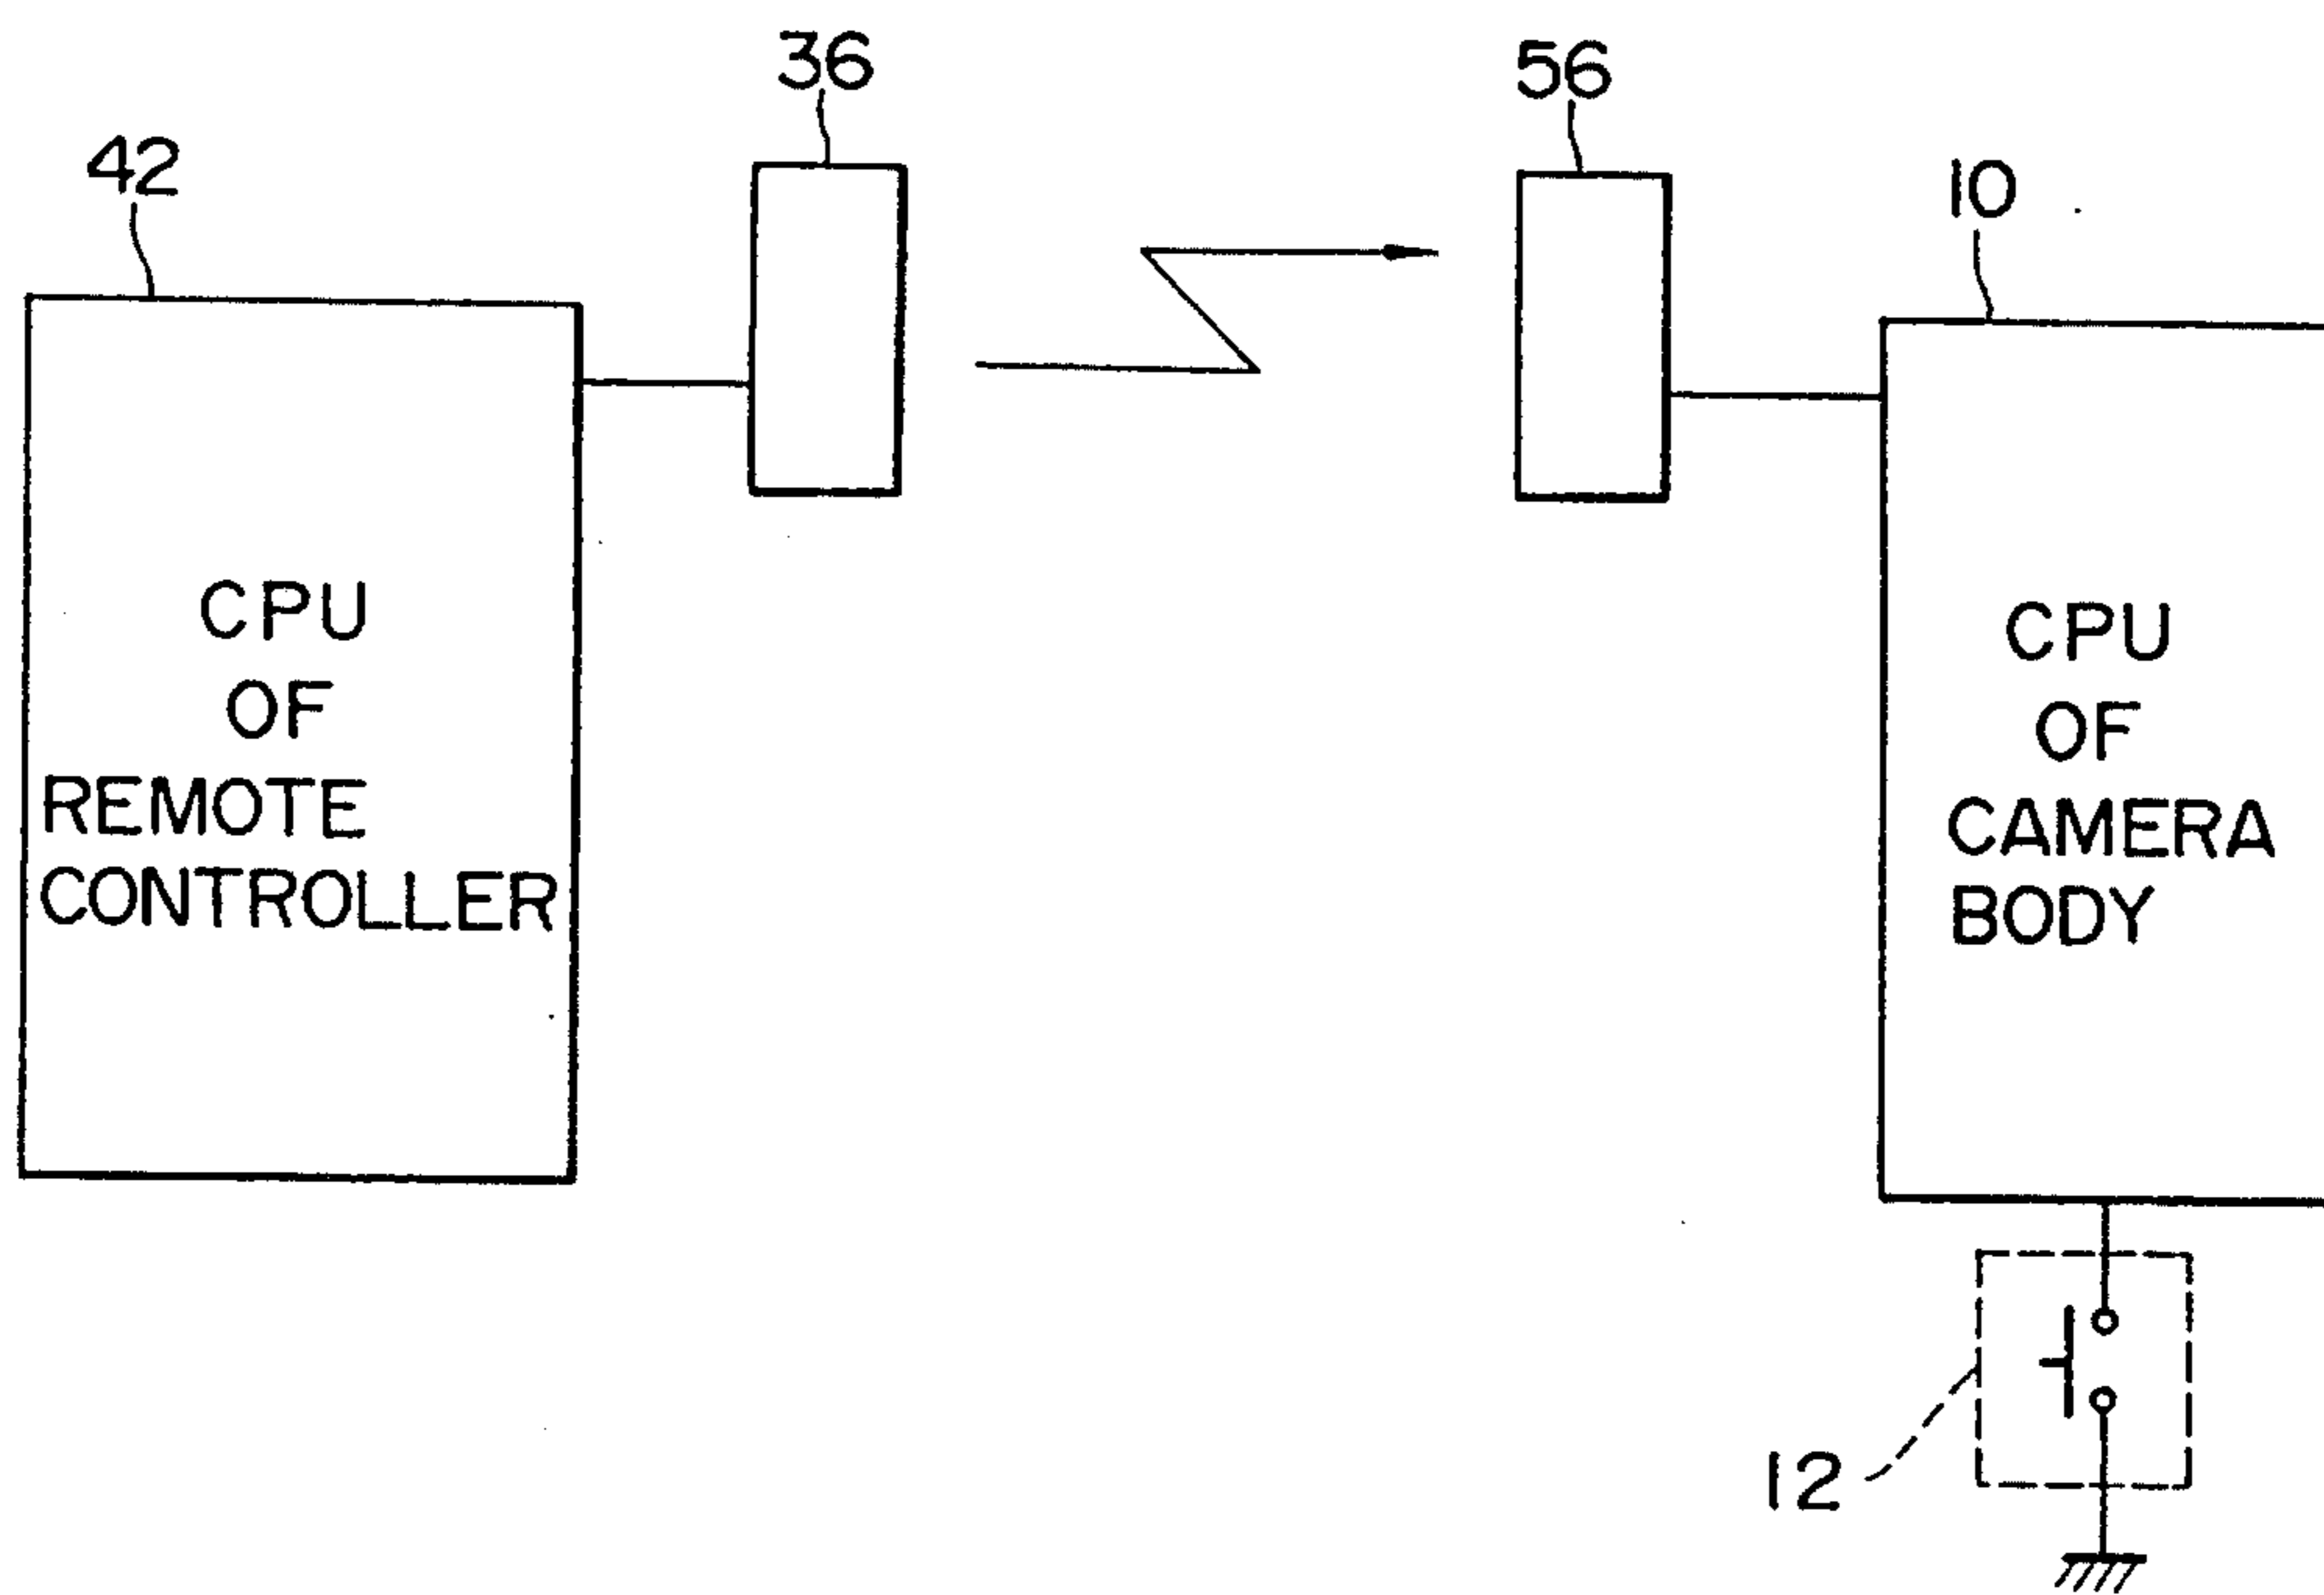 36
56
42
10
CPU
OF
REMOTE
CONTROLLER
CPU
OF
CAMERA
BODY
12